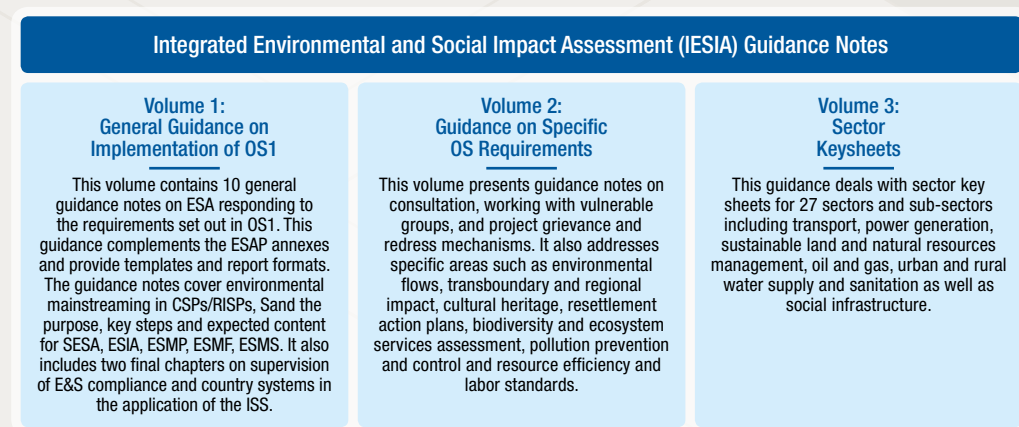 Integrated Environmental and Social Impact Assessment (IESIA) Guidance Notes
Volume 1:
General Guidance on
Implementation of OS1
This volume contains 10 general
guidance notes on ESA responding to
the requirements set out in OS1. This
guidance complements the ESAP annexes
and provide templates and report formats.
The guidance notes cover environmental
mainstreaming in CSPs/RISPs, Sand the
purpose, key steps and expected content
for SESA, ESIA, ESMP, ESMF, ESMS. It also
includes two final chapters on supervision
of E&S compliance and country systems in
the application of the ISS.
Volume 2:
Guidance on Specific
OS Requirements
This volume presents guidance notes on
consultation, working with vulnerable
groups, and project grievance and
redress mechanisms. It also addresses
specific areas such as environmental
flows, transboundary and regional
impact, cultural heritage, resettlement
action plans, biodiversity and ecosystem
services assessment, pollution prevention
and control and resource efficiency and
labor standards.
Volume 3:
Sector
Keysheets
This guidance deals with sector key
sheets for 27 sectors and sub-sectors
including transport, power generation,
sustainable land and natural resources
management, oil and gas, urban and rural
water supply and sanitation as well as
social infrastructure.